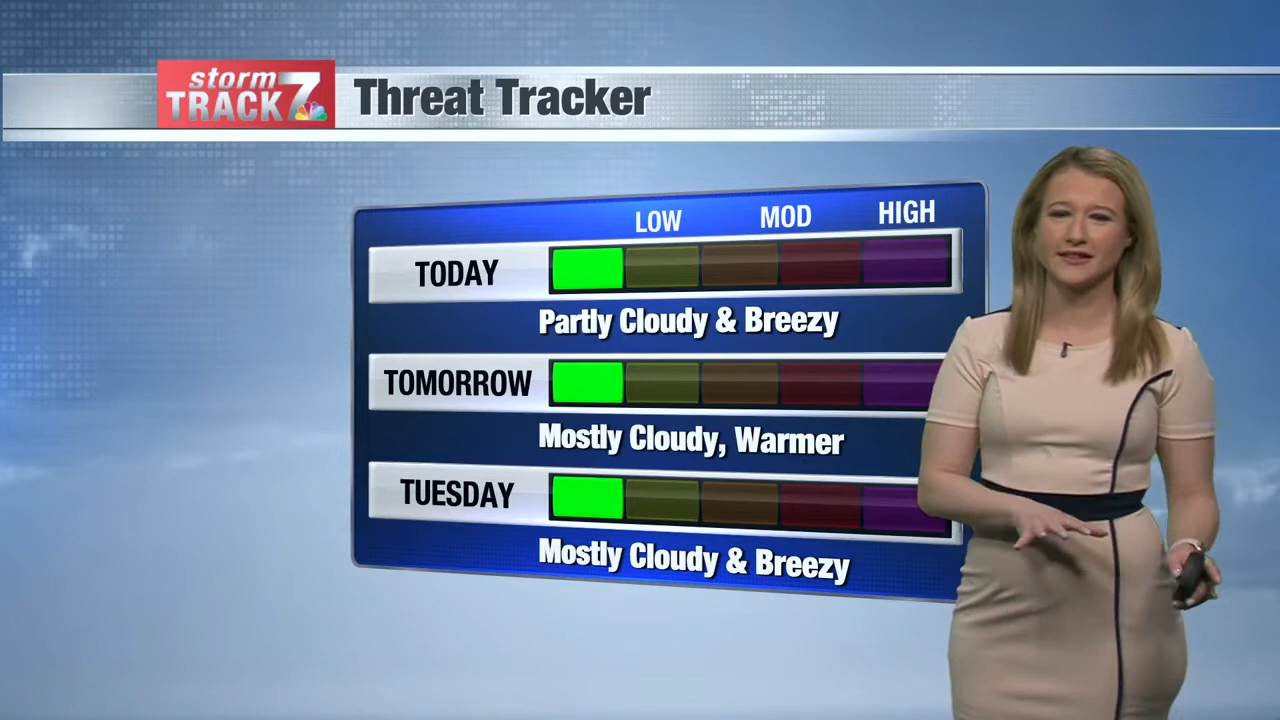 storm
TRACK 7
Threat Tracker
LOW MOD HIGH
TODAY
Partly Cloudy & Breezy
TOMORROW
Mostly Cloudy, Warmer
TUESDAY
Mostly Cloudy & Breezy